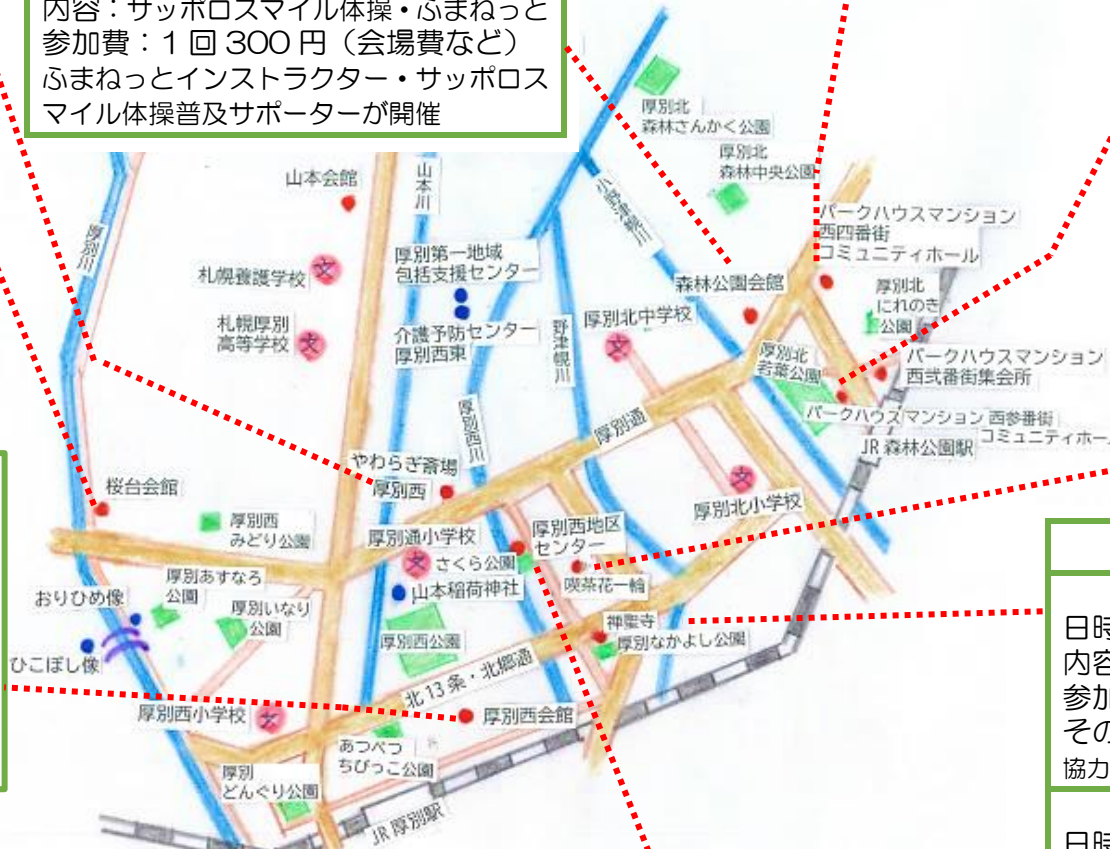 内容：サッポロスマイル体操・ふまねっと
参加費：1回300円（会場費など）
ふまねっとインストラクター・サッポロス
マイル体操普及サポーターが開催
厚別北
森林さんかく公園
厚別北
森林中央公園
山本会館
山本川
小野津幌川
厚別川
パークハウスマンション
西四番街
コミュニティホール
札幌養護学校
文
厚別第一地域
包括支援センター
森林公園会館
厚別北
にれのき
公園
札幌厚別
高等学校
文
介護予防センター
厚別西東
野津幌川
厚別北中学校
文
厚別北
若葉公園
パークハウスマンション
西弐番街集会所
パークハウスマンション 西参番街
コミュニティホー
JR 森林公園駅
厚別西川
厚別通
やわらぎ斎場
厚別西
文
厚別北小学校
桜台会館
厚別西
みどり公園
厚別通小学校
文
さくら公園
厚別西地区
センター
喫茶花一輪
山本稲荷神社
厚別あすなろ
公園
厚別いなり
公園
おりひめ像
ひこぼし像
厚別西公園
禅聖寺
厚別なかよし公園
北13条・北郷通
厚別西小学校
文
厚別西会館
あつべつ
ちびっこ公園
厚別
どんぐり公園
JR 厚別駅
日時
内容
参加
その
協力
日時